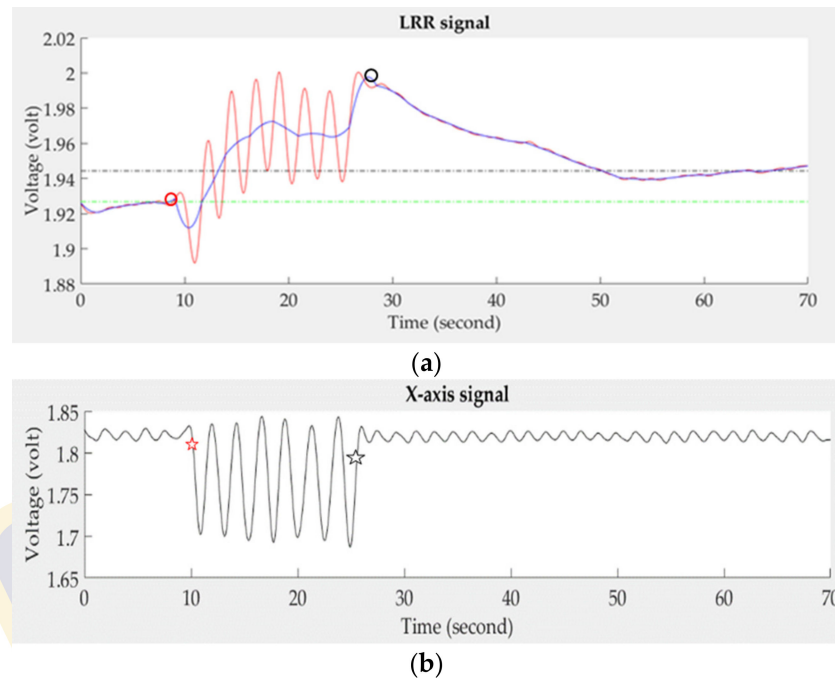 LRR signal
2.02
2
1.98
1.96
1.94
1.92
1.9
1.88
Voltage (volt)
0 10 20 30 40 50 60 70
Time (second)
(a)
X-axis signal
1.85
1.8
1.75
1.7
1.65
Voltage (volt)
0 10 20 30 40 50 60 70
Time (second)
(b)